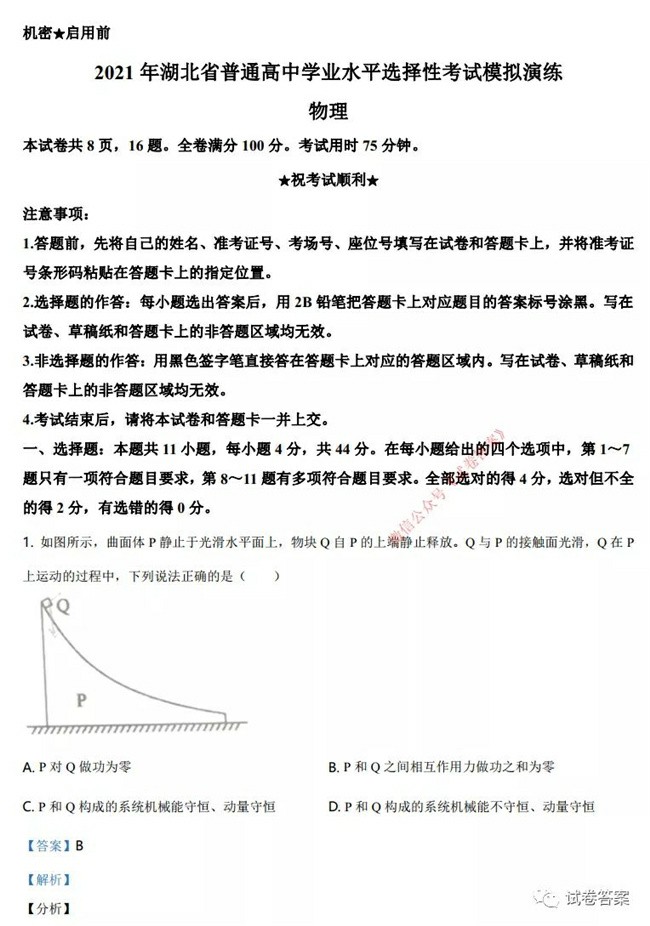 机密★启用前
2021 年湖北省普通高中学业水平选择性考试模拟演练
物理
本试卷共 8 页，16 题。全卷满分 100 分。考试用时 75 分钟。
★祝考试顺利★
注意事项：
1.答题前，先将自己的姓名、准考证号、考场号、座位号填写在试卷和答题卡上，并将准考证
号条形码粘贴在答题卡上的指定位置。
2.选择题的作答：每小题选出答案后，用 2B 铅笔把答题卡上对应题目的答案标号涂黑。写在
试卷、草稿纸和答题卡上的非答题区域均无效。
3.非选择题的作答：用黑色签字笔直接答在答题卡上对应的答题区域内。写在试卷、草稿纸和
答题卡上的非答题区域均无效。
4.考试结束后，请将本试卷和答题卡一并上交。
一、选择题：本题共 11 小题，每小题 4 分，共 44 分。在每小题给出的四个选项中，第 1～7
题只有一项符合题目要求，第 8～11 题有多项符合题目要求。全部选对的得 4 分，选对但不全
的得 2 分，有选错的得 0 分。
微信公众号《试卷答案》
1. 如图所示，曲面体 P 静止于光滑水平面上，物块 Q 自 P 的上端静止释放。Q 与 P 的接触面光滑，Q 在 P
上运动的过程中，下列说法正确的是（　　）
Q
P
A. P 对 Q 做功为零 B. P 和 Q 之间相互作用力做功之和为零
C. P 和 Q 构成的系统机械能守恒、动量守恒 D. P 和 Q 构成的系统机械能不守恒、动量守恒
【答案】B
【解析】
【分析】
试卷答案